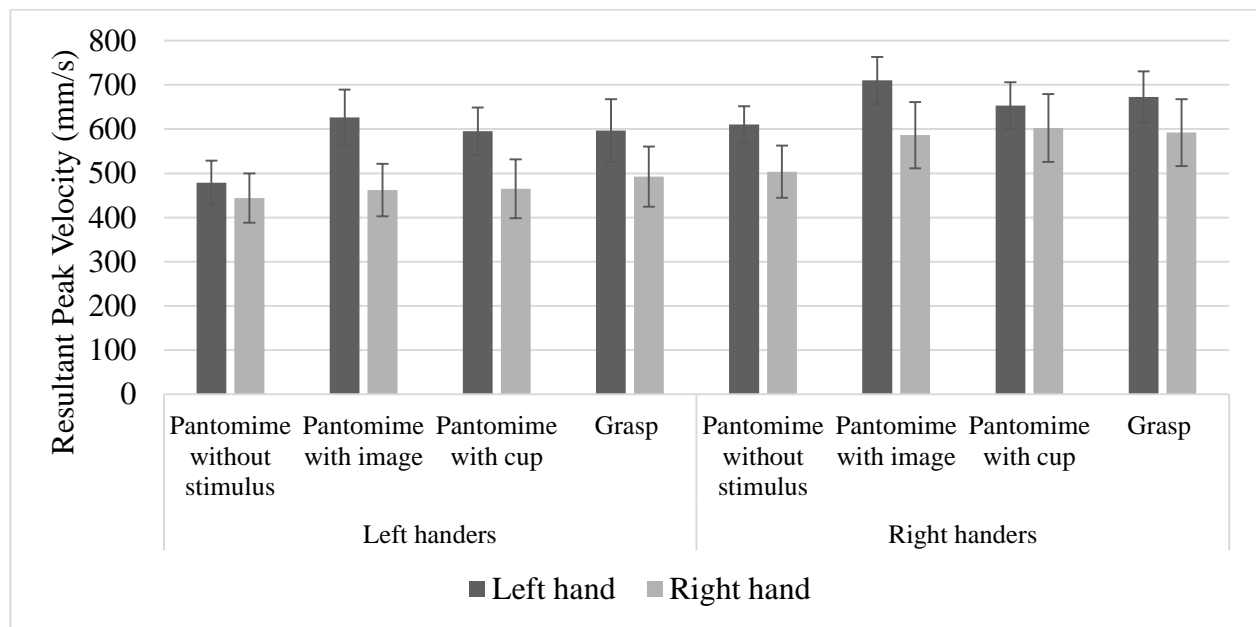 Resultant Peak Velocity (mm/s)
800
700
600
500
400
300
200
100
0
Pantomime without stimulus
Pantomime with image
Pantomime with cup
Grasp
Pantomime without stimulus
Pantomime with image
Pantomime with cup
Grasp
Left handers
Right handers
Left hand
Right hand